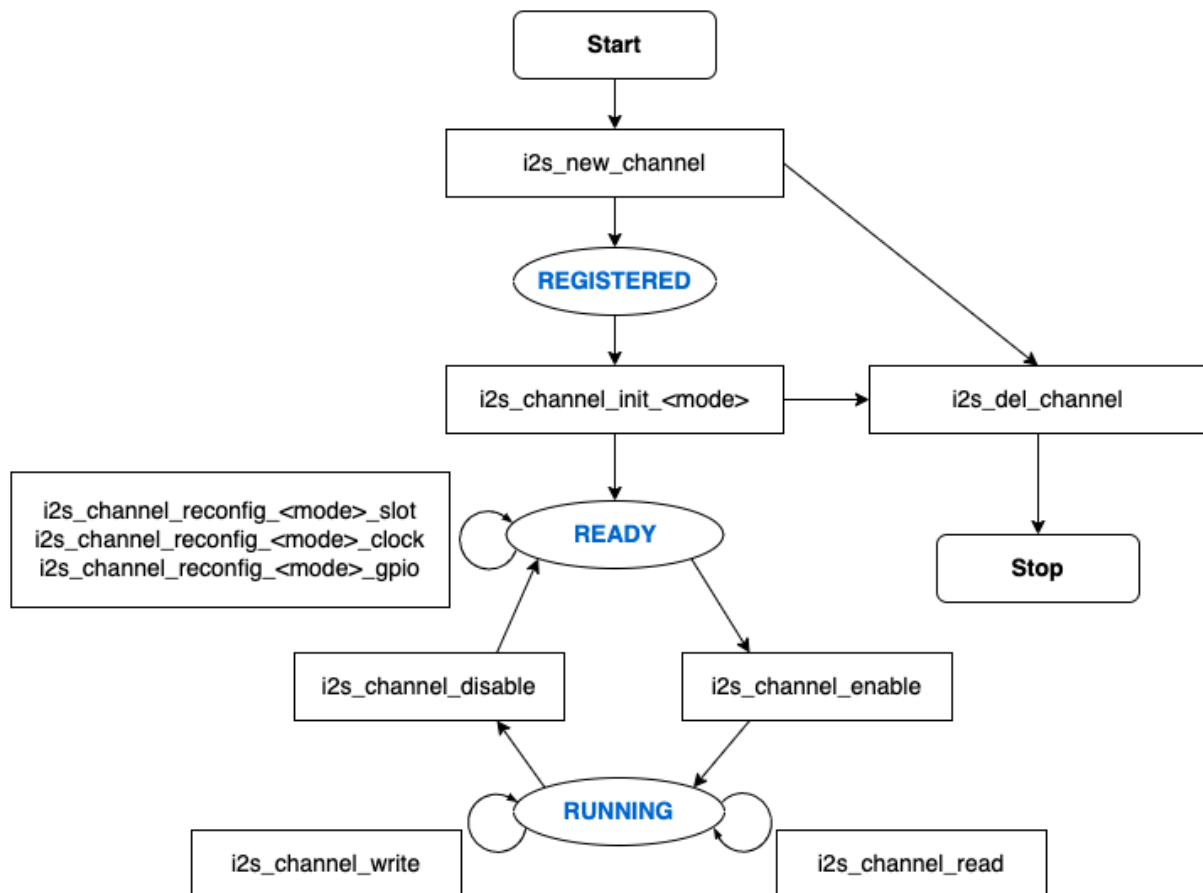 Start
i2s_new_channel
REGISTERED
i2s_channel_init_<mode>
i2s_del_channel
i2s_channel_reconfig_<mode>_slot
i2s_channel_reconfig_<mode>_clock
i2s_channel_reconfig_<mode>_gpio
READY
Stop
i2s_channel_disable
i2s_channel_enable
RUNNING
i2s_channel_write
i2s_channel_read